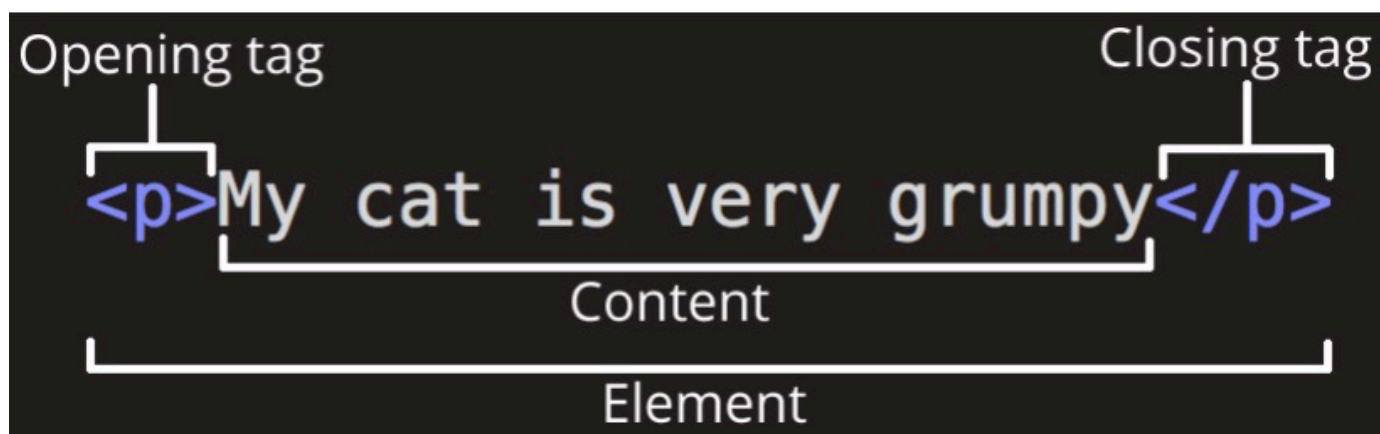 Opening tag
Closing tag
<p>My cat is very grumpy</p>
Content
Element